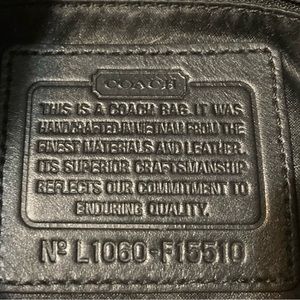 COACH
THIS IS A COACH BAG. IT WAS
HANDCRAFTED IN VIETNAM FROM THE
FINEST MATERIALS AND LEATHER.
ITS SUPERIOR CRAFTSMANSHIP
REFLECTS OUR COMMITMENT TO
ENDURING QUALITY.
Nº L1060-F15510